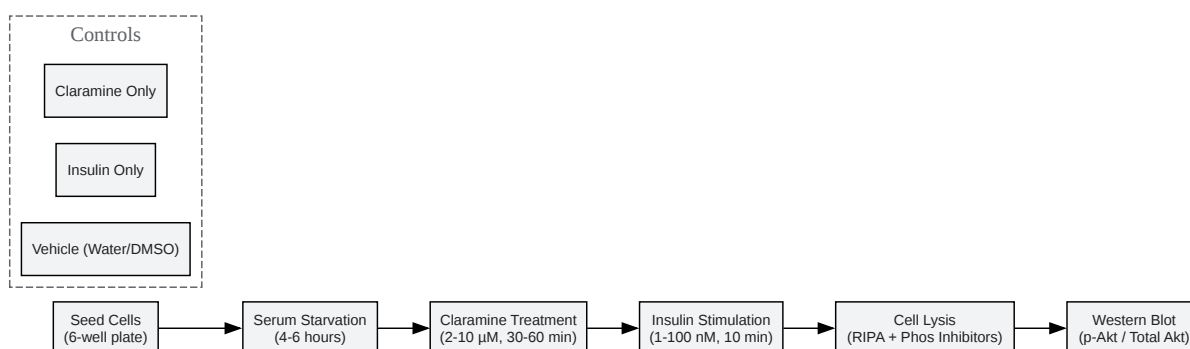 Controls
Claramine Only
Insulin Only
Vehicle (Water/DMSO)
Seed Cells
(6-well plate)
Serum Starvation
(4-6 hours)
Claramine Treatment
(2-10 µM, 30-60 min)
Insulin Stimulation
(1-100 nM, 10 min)
Cell Lysis
(RIPA + Phos Inhibitors)
Western Blot
(p-Akt / Total Akt)